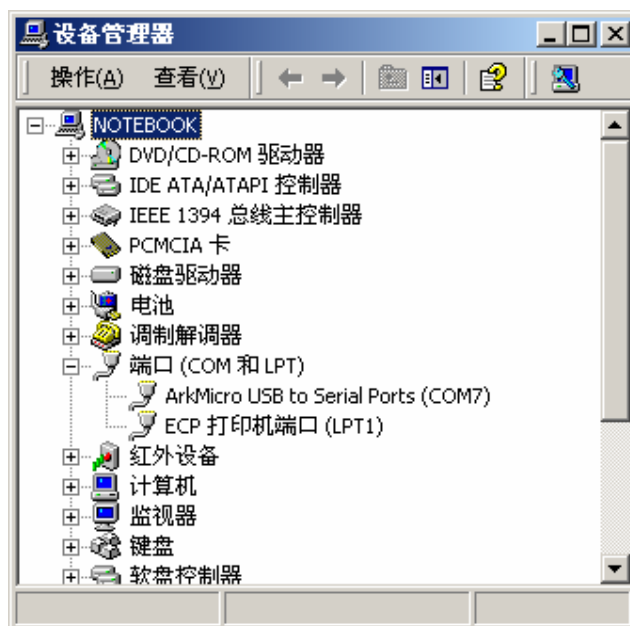 设备管理器
操作(A) 查看(V)
NOTEBOOK
DVD/CD-ROM 驱动器
IDE ATA/ATAPI 控制器
IEEE 1394 总线主控制器
PCMCIA 卡
磁盘驱动器
电池
调制解调器
端口 (COM 和 LPT)
ArkMicro USB to Serial Ports (COM7)
ECP 打印机端口 (LPT1)
红外设备
计算机
监视器
键盘
软盘控制器